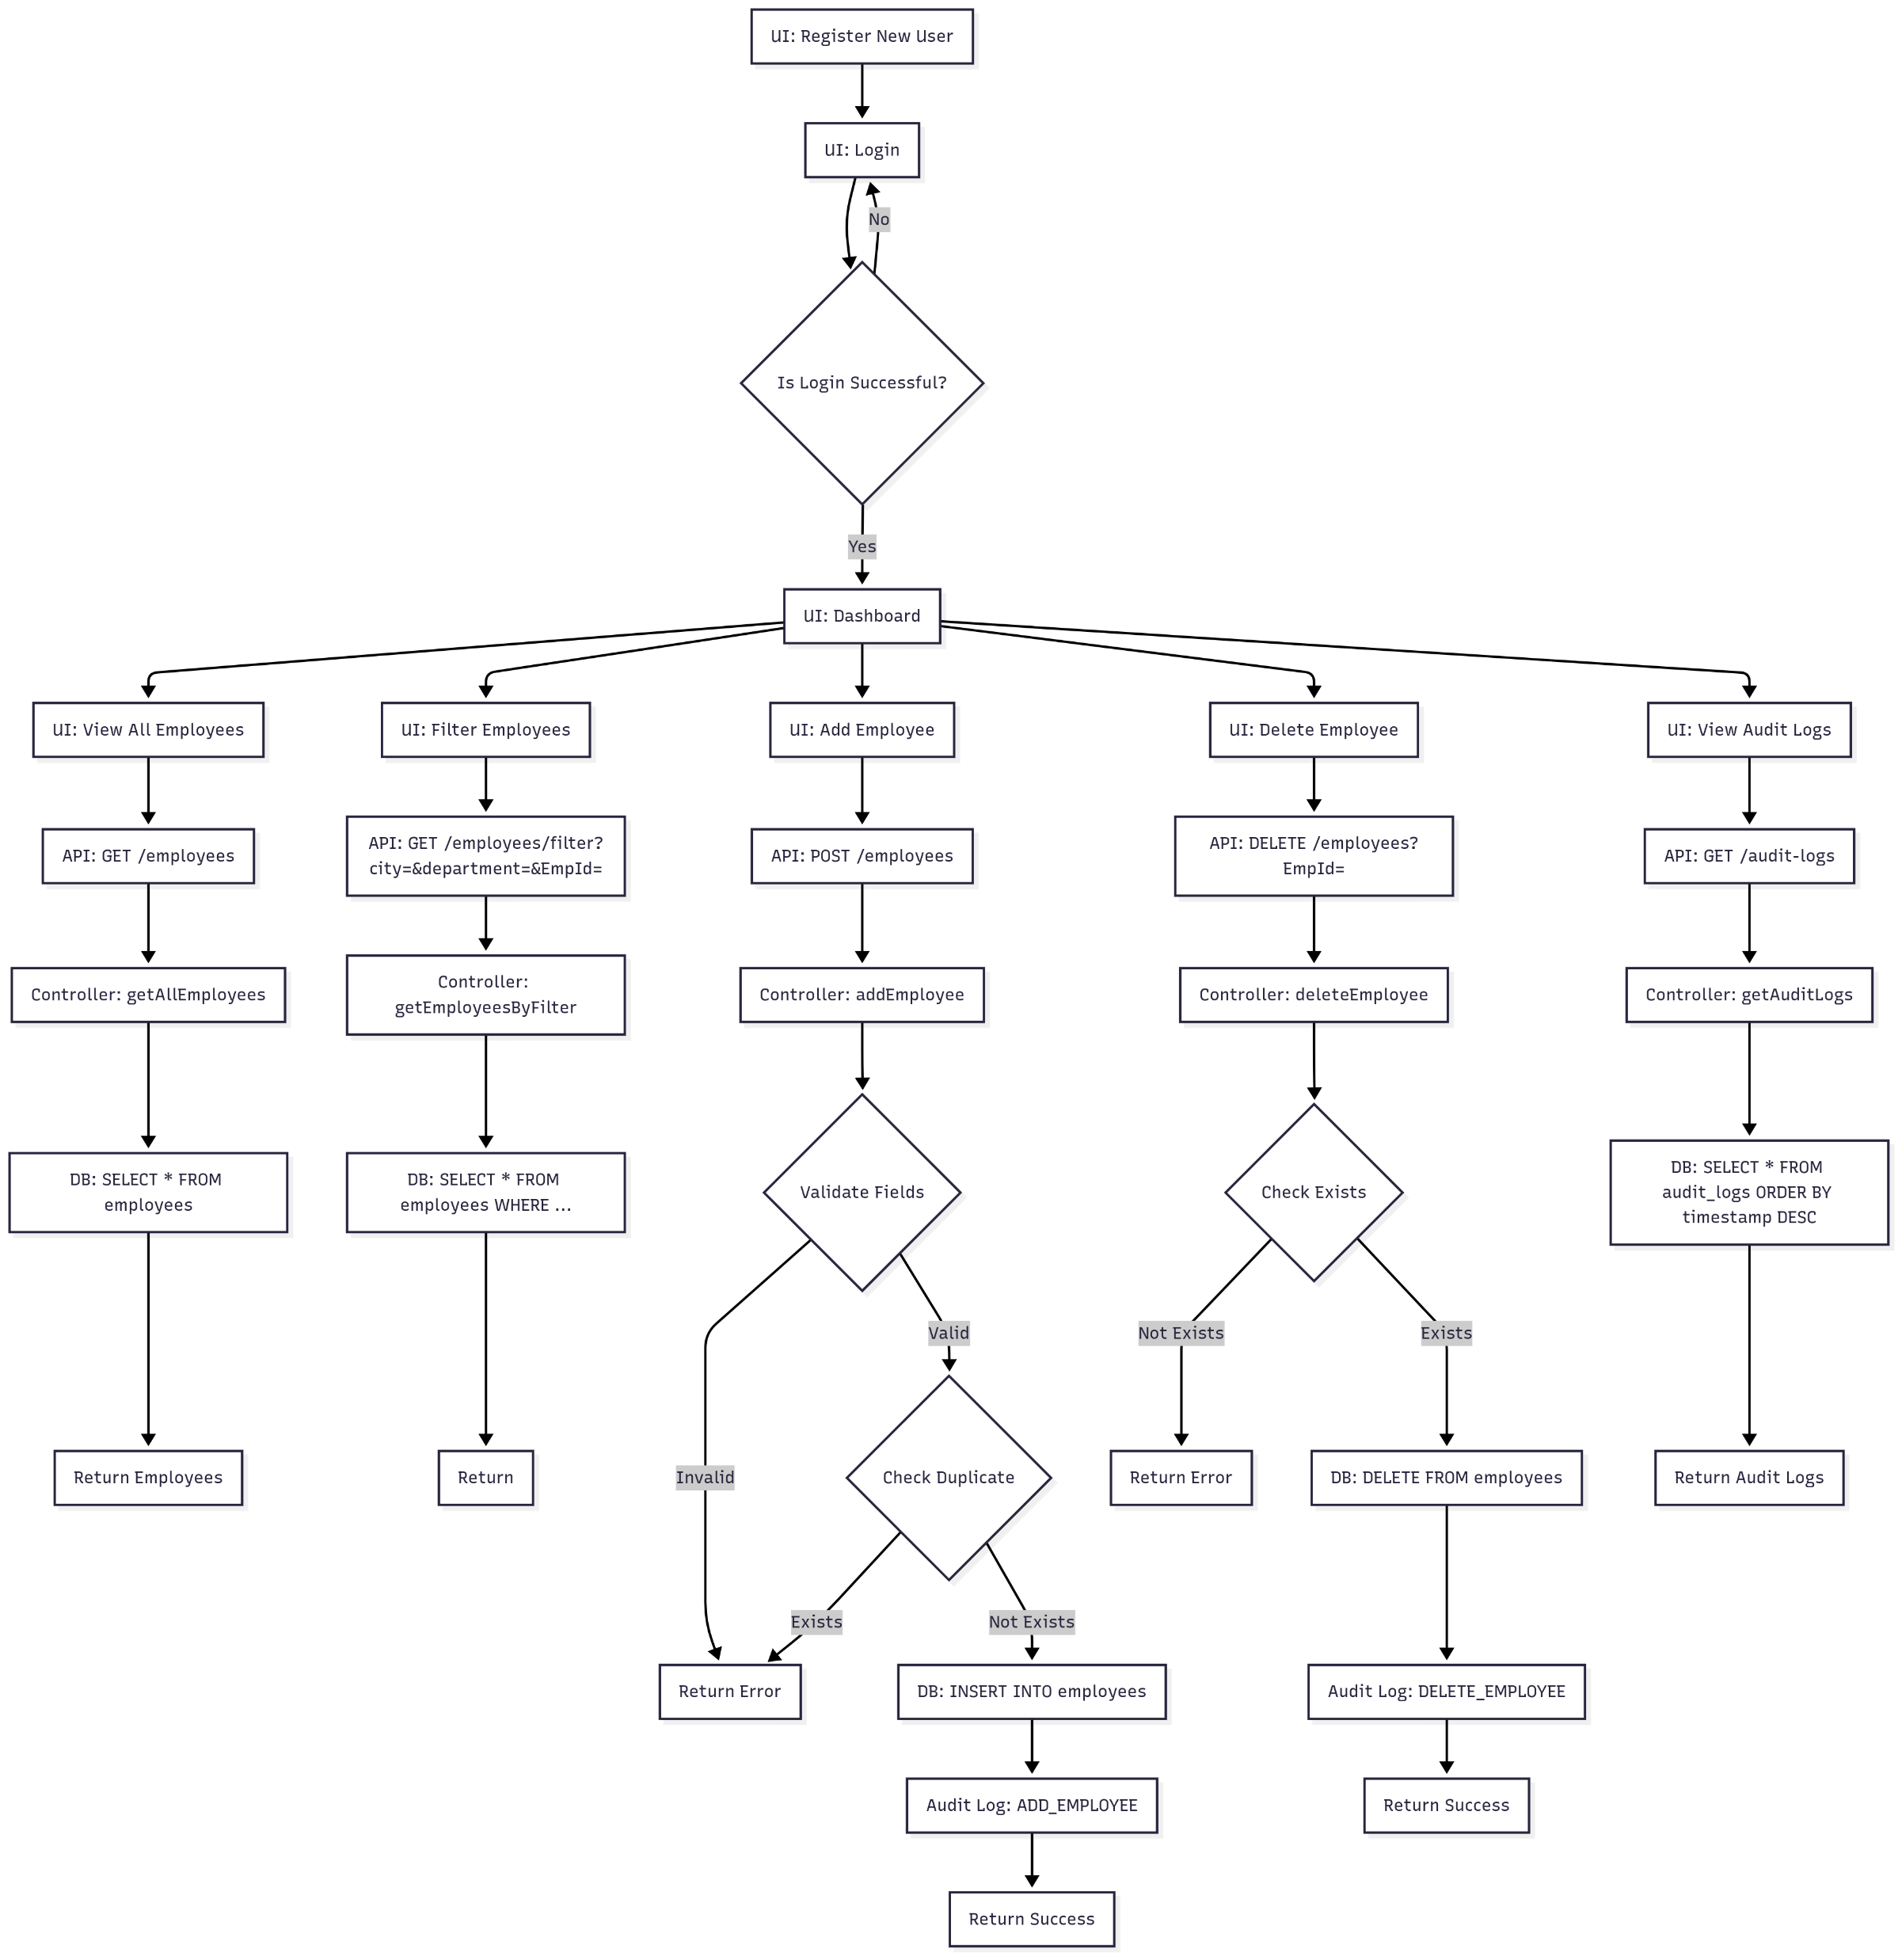 UI: Register New User
UI: Login
No
Is Login Successful?
Yes
UI: Dashboard
UI: View All Employees
UI: Filter Employees
UI: Add Employee
UI: Delete Employee
UI: View Audit Logs
API: GET /employees
API: GET /employees/filter?
city=&department=&EmpId=
API: POST /employees
API: DELETE /employees?
EmpId=
API: GET /audit-logs
Controller: getAllEmployees
Controller:
getEmployeesByFilter
Controller: addEmployee
Controller: deleteEmployee
Controller: getAuditLogs
DB: SELECT * FROM
employees
DB: SELECT * FROM
employees WHERE ...
Validate Fields
Check Exists
DB: SELECT * FROM
audit_logs ORDER BY
timestamp DESC
Valid
Not Exists
Exists
Return Employees
Return
Invalid
Check Duplicate
Return Error
DB: DELETE FROM employees
Return Audit Logs
Exists
Not Exists
Return Error
DB: INSERT INTO employees
Audit Log: DELETE_EMPLOYEE
Audit Log: ADD_EMPLOYEE
Return Success
Return Success